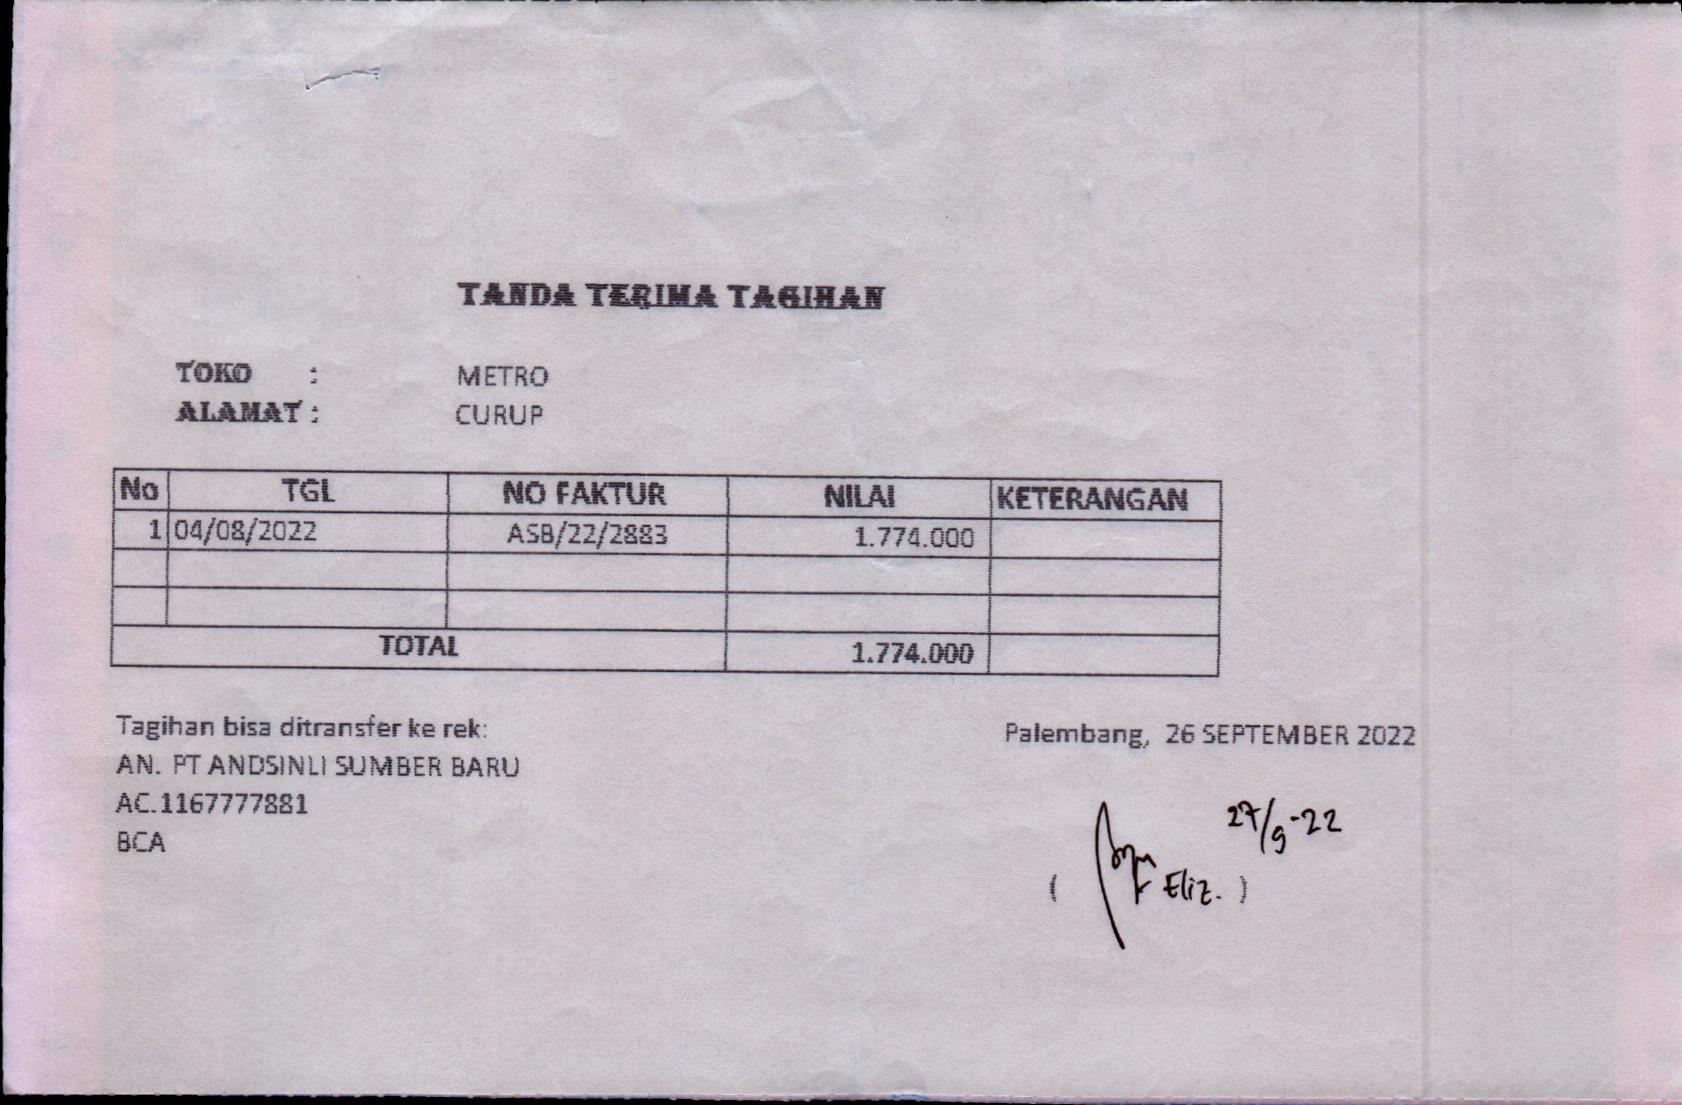 TANDA TERIMA TAGIHAN
TOKO : METRO
ALAMAT : CURUP
No TGL NO FAKTUR NILAI KETERANGAN
1 04/08/2022 ASB/22/2883 1.774.000
TOTAL 1.774.000
Tagihan bisa ditransfer ke rek:
AN. PT ANDSINLI SUMBER BARU
AC.1167777881
BCA
Palembang, 26 SEPTEMBER 2022
27/9-22
( Eliz. )